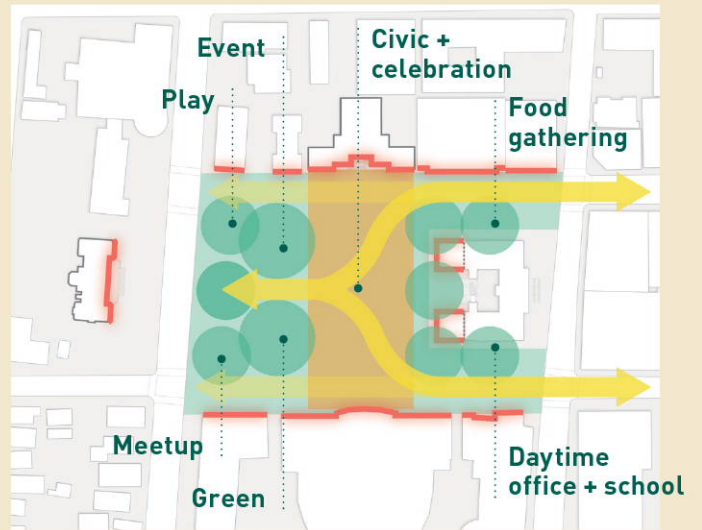 Event
Civic +
celebration
Play
Food
gathering
Meetup
Green
Daytime
office + school